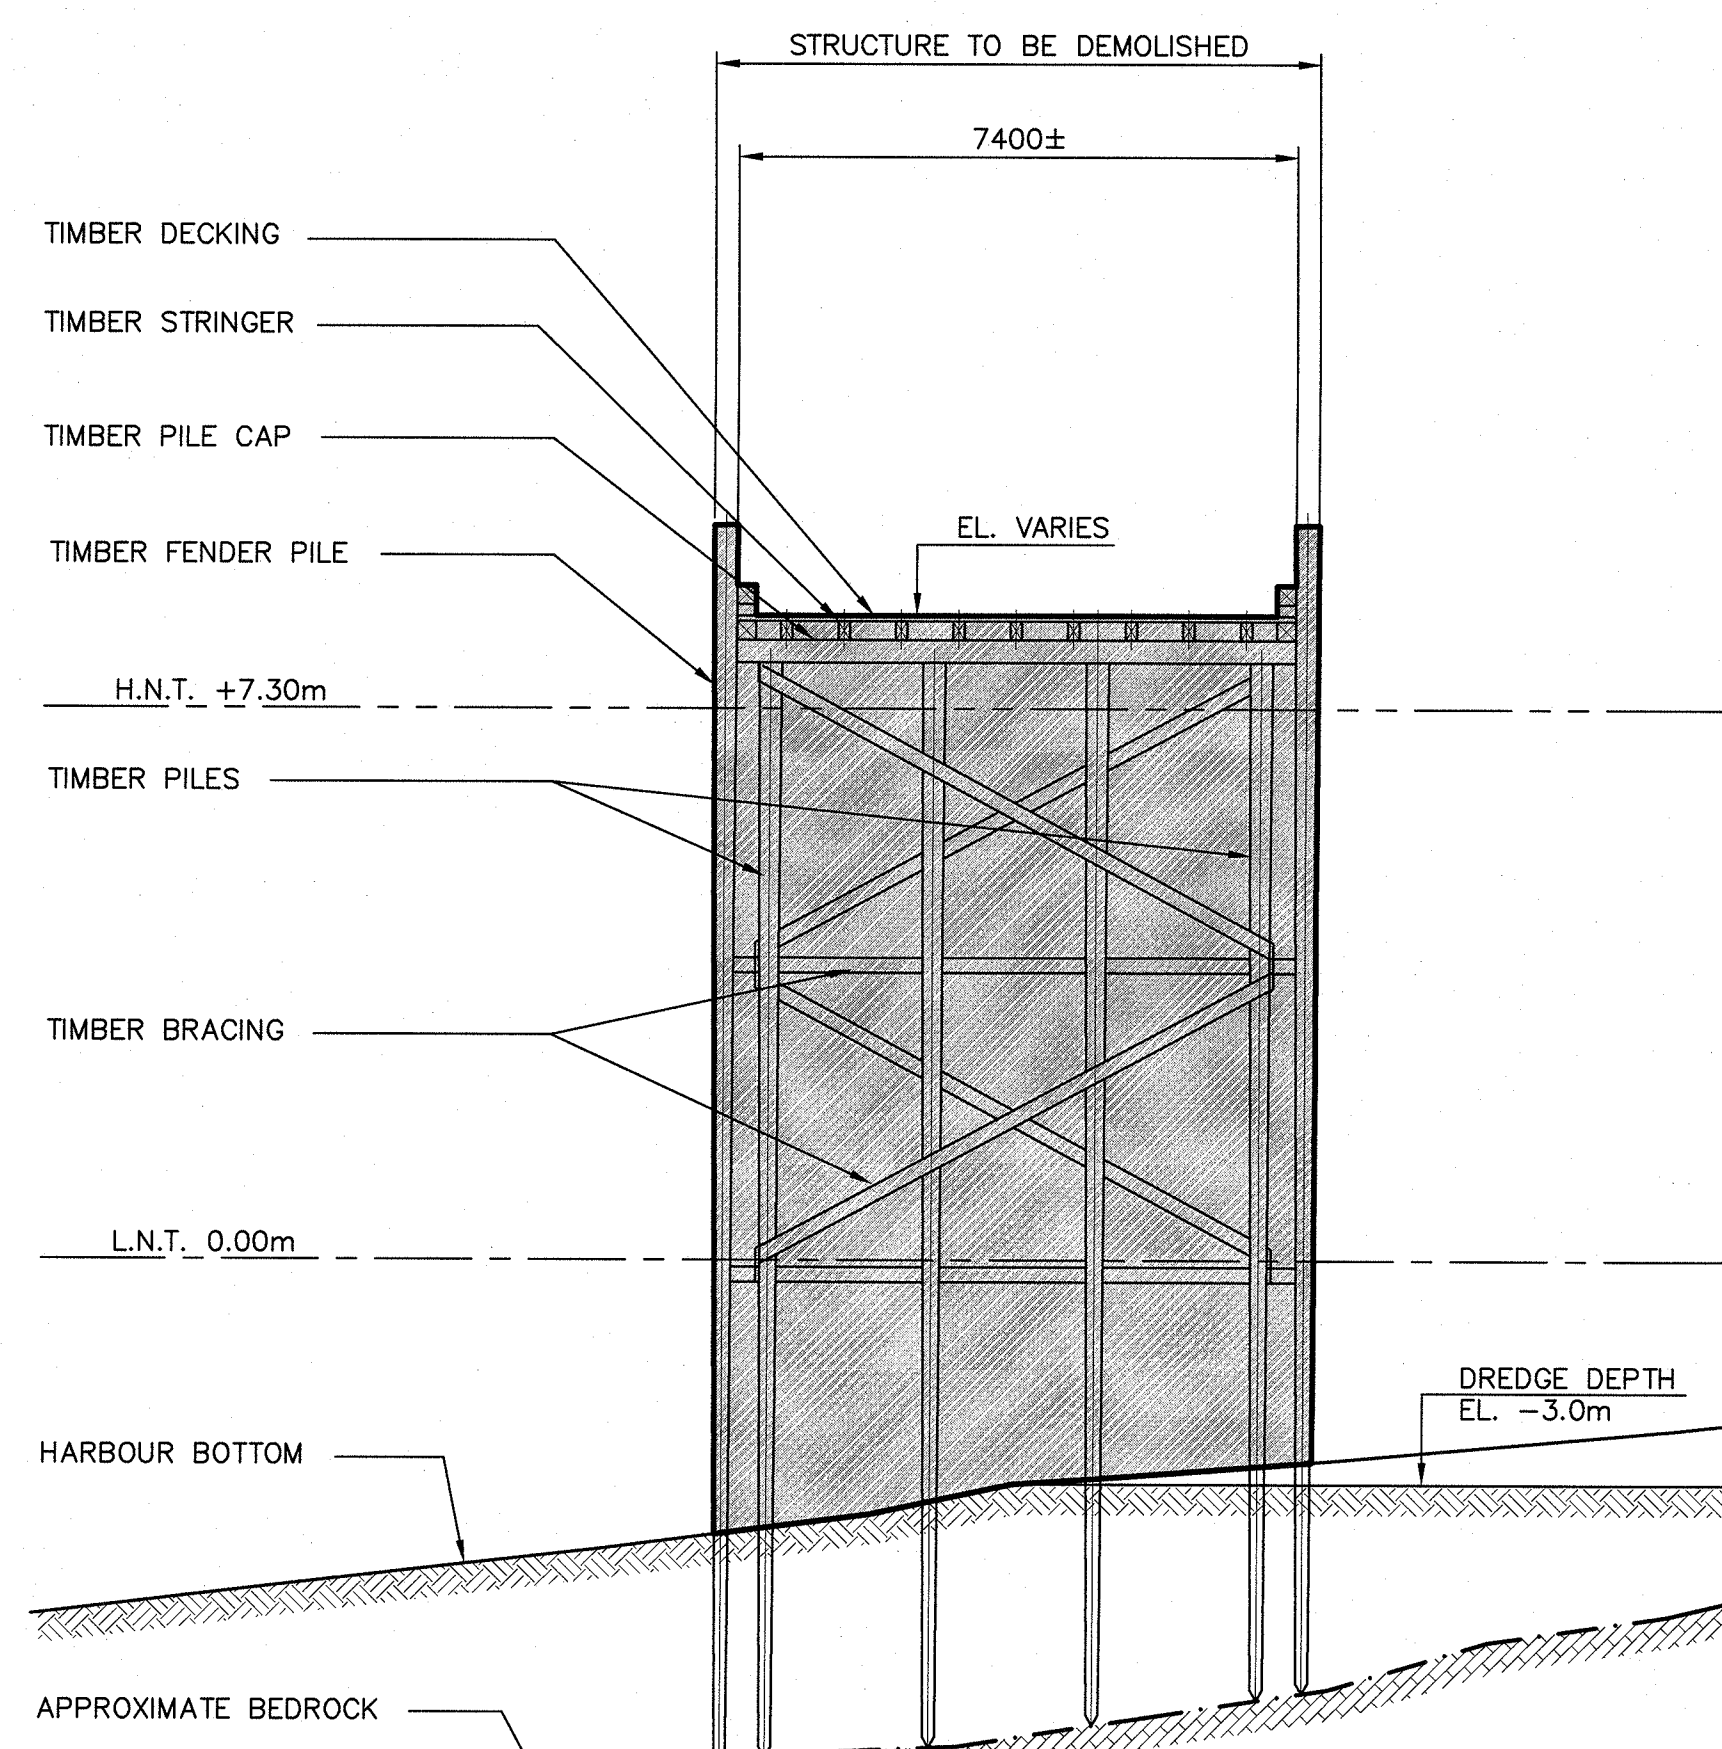 STRUCTURE TO BE DEMOLISHED
7400±
TIMBER DECKING
TIMBER STRINGER
TIMBER PILE CAP
EL. VARIES
TIMBER FENDER PILE
H.N.T. +7.30m
TIMBER PILES
TIMBER BRACING
L.N.T. 0.00m
DREDGE DEPTH
EL. -3.0m
HARBOUR BOTTOM
APPROXIMATE BEDROCK